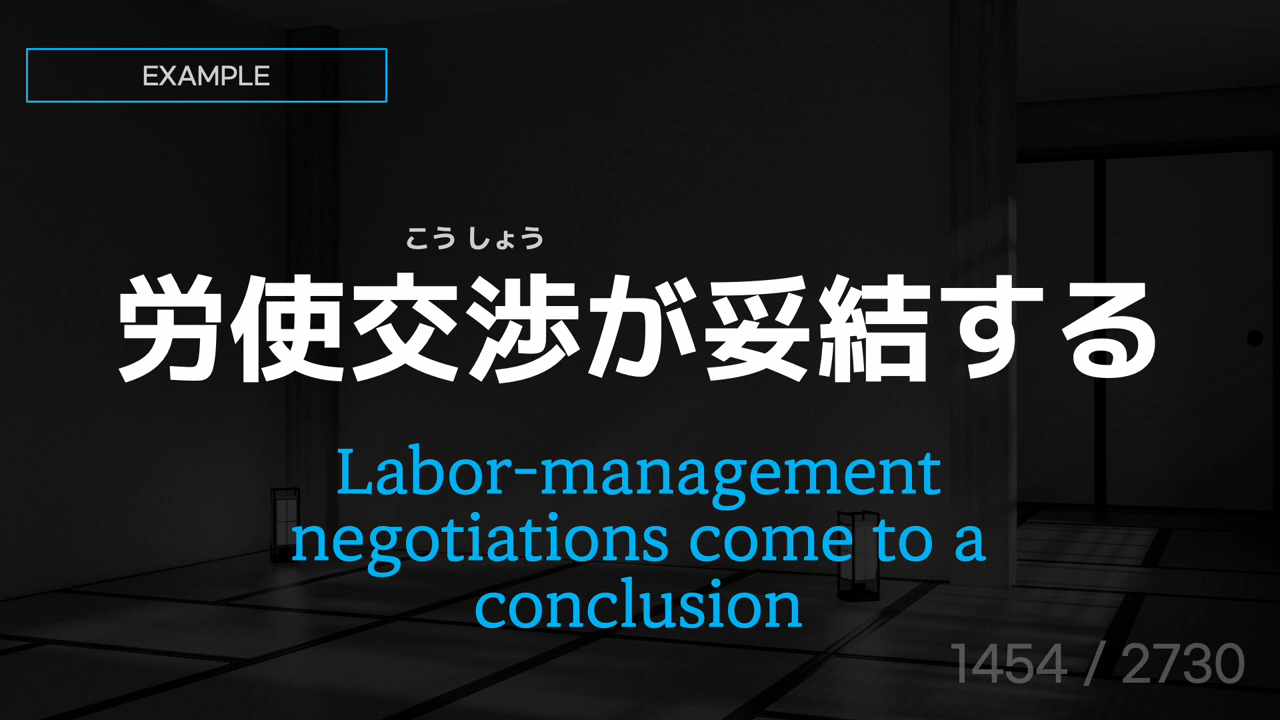 EXAMPLE
こう しょう
労使交渉が妥結する
Labor-management
negotiations come to a
conclusion
1454 / 2730